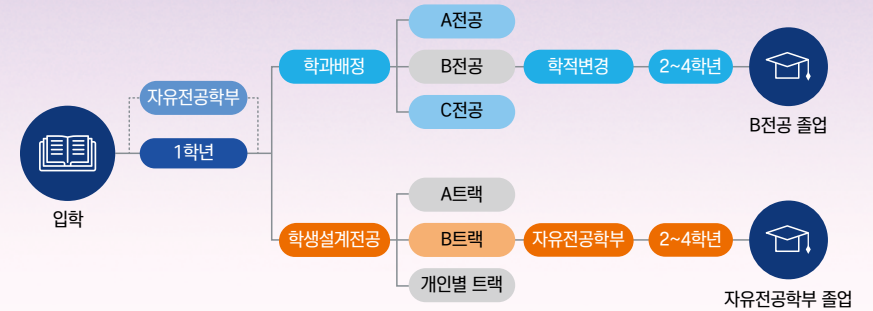 입학
자유전공학부
1학년
학과배정
A전공
B전공
C전공
학적변경
2~4학년
B전공 졸업
학생설계전공
A트랙
B트랙
개인별 트랙
자유전공학부
2~4학년
자유전공학부 졸업